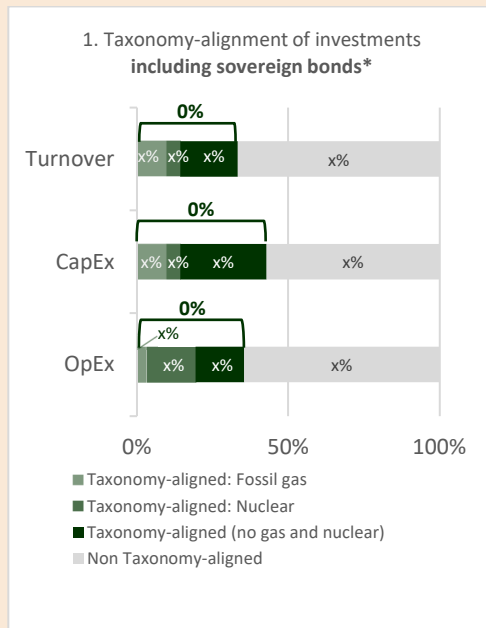 1. Taxonomy-alignment of investments
including sovereign bonds*
0%
Turnover
x% x% x% x%
0%
CapEx
x% x% x% x%
0%
x%
OpEx
x% x% x%
0% 50% 100%
Taxonomy-aligned: Fossil gas
Taxonomy-aligned: Nuclear
Taxonomy-aligned (no gas and nuclear)
Non Taxonomy-aligned